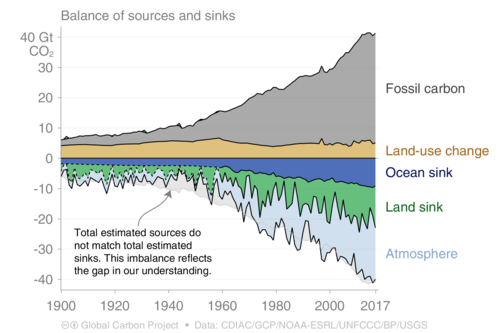 Balance of sources and sinks
40 Gt
CO₂
30
20
10
0
-10
-20
-30
-40
Fossil carbon
Land-use change
Ocean sink
Land sink
Atmosphere
Total estimated sources do
not match total estimated
sinks. This imbalance reflects
the gap in our understanding.
1900 1920 1940 1960 1980 2000 2017
Global Carbon Project • Data: CDIAC/GCP/NOAA-ESRL/UNFCCC/BP/USGS